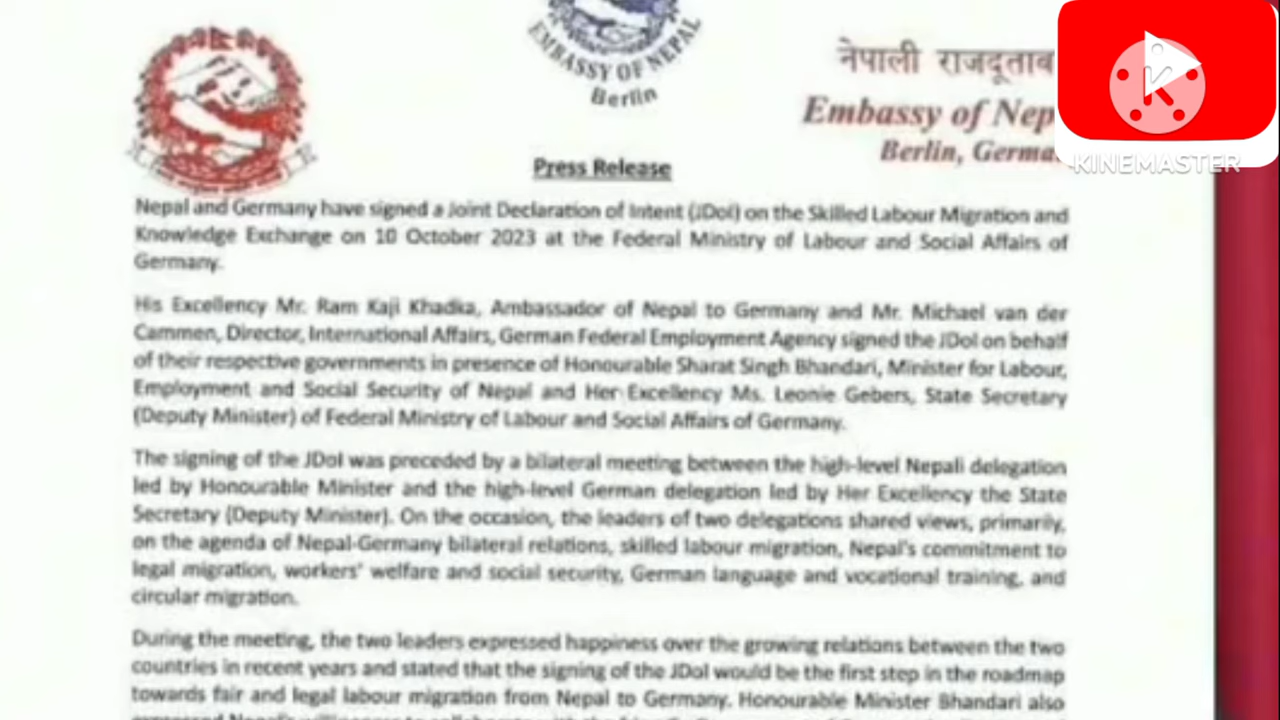 EMBASSY OF NEPAL
Berlin
नेपाली राजदूताव
Embassy of Nep
Berlin, Germa
KINEMASTER
Press Release
Nepal and Germany have signed a Joint Declaration of Intent (JDoI) on the Skilled Labour Migration and
Knowledge Exchange on 10 October 2023 at the Federal Ministry of Labour and Social Affairs of
Germany.
His Excellency Mr. Ram Kaji Khadka, Ambassador of Nepal to Germany and Mr. Michael van der
Cammen, Director, International Affairs, German Federal Employment Agency signed the JDoI on behalf
of their respective governments in presence of Honourable Sharat Singh Bhandari, Minister for Labour,
Employment and Social Security of Nepal and Her Excellency Ms. Leonie Gebers, State Secretary
(Deputy Minister) of Federal Ministry of Labour and Social Affairs of Germany.
The signing of the JDoI was preceded by a bilateral meeting between the high-level Nepali delegation
led by Honourable Minister and the high-level German delegation led by Her Excellency the State
Secretary (Deputy Minister). On the occasion, the leaders of two delegations shared views, primarily,
on the agenda of Nepal-Germany bilateral relations, skilled labour migration, Nepal's commitment to
legal migration, workers' welfare and social security, German language and vocational training, and
circular migration.
During the meeting, the two leaders expressed happiness over the growing relations between the two
countries in recent years and stated that the signing of the JDoI would be the first step in the roadmap
towards fair and legal labour migration from Nepal to Germany. Honourable Minister Bhandari also